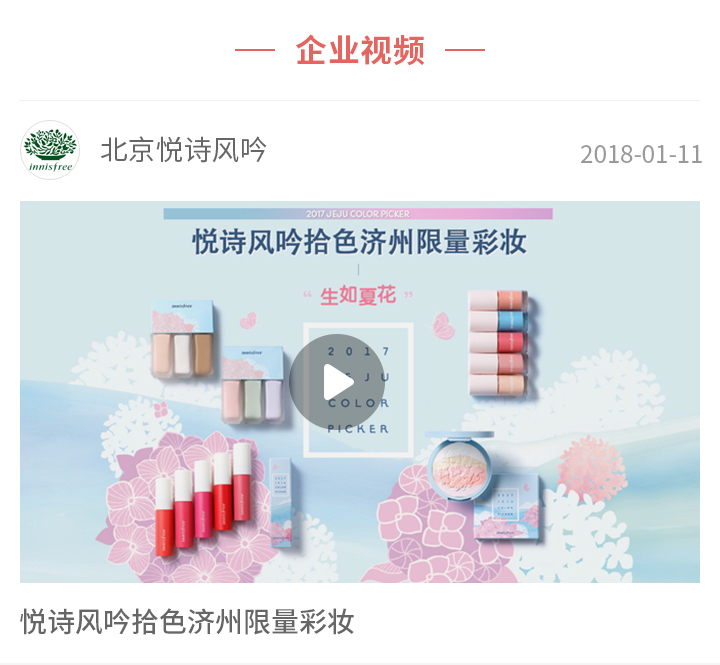 企业视频
innisfree
北京悦诗风吟
2018-01-11
2017 JEJU COLOR PICKER
悦诗风吟拾色济州限量彩妆
“ 生如夏花 ”
innisfree
innisfree
2017
JEJU
COLOR
PICKER
悦诗风吟拾色济州限量彩妆